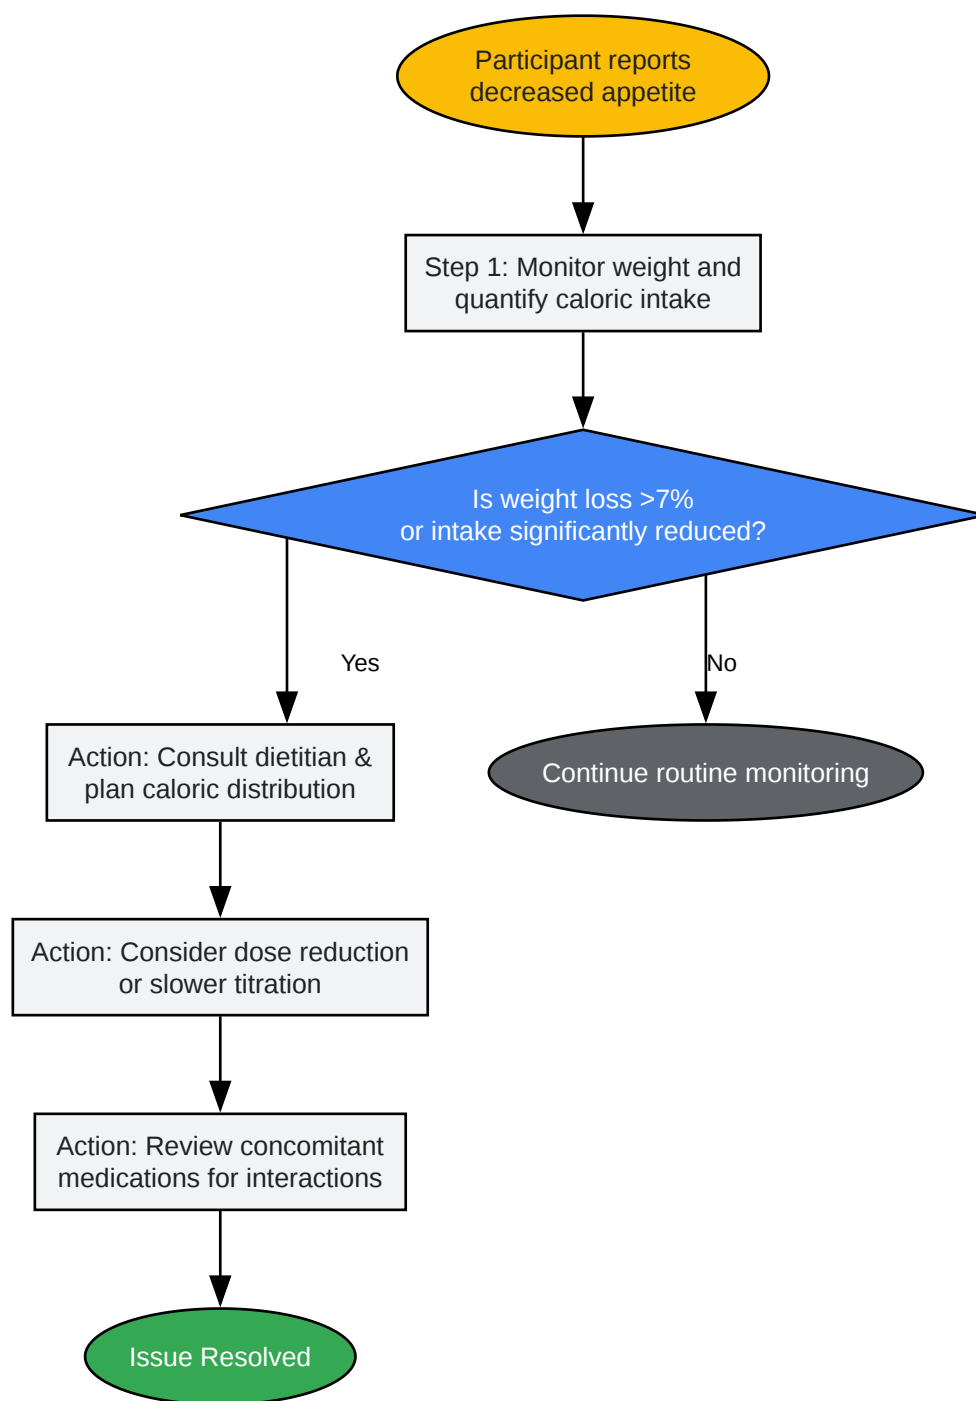 Participant reports
decreased appetite
Step 1: Monitor weight and
quantify caloric intake
Is weight loss >7%
or intake significantly reduced?
Yes
No
Action: Consult dietitian &
plan caloric distribution
Continue routine monitoring
Action: Consider dose reduction
or slower titration
Action: Review concomitant
medications for interactions
Issue Resolved